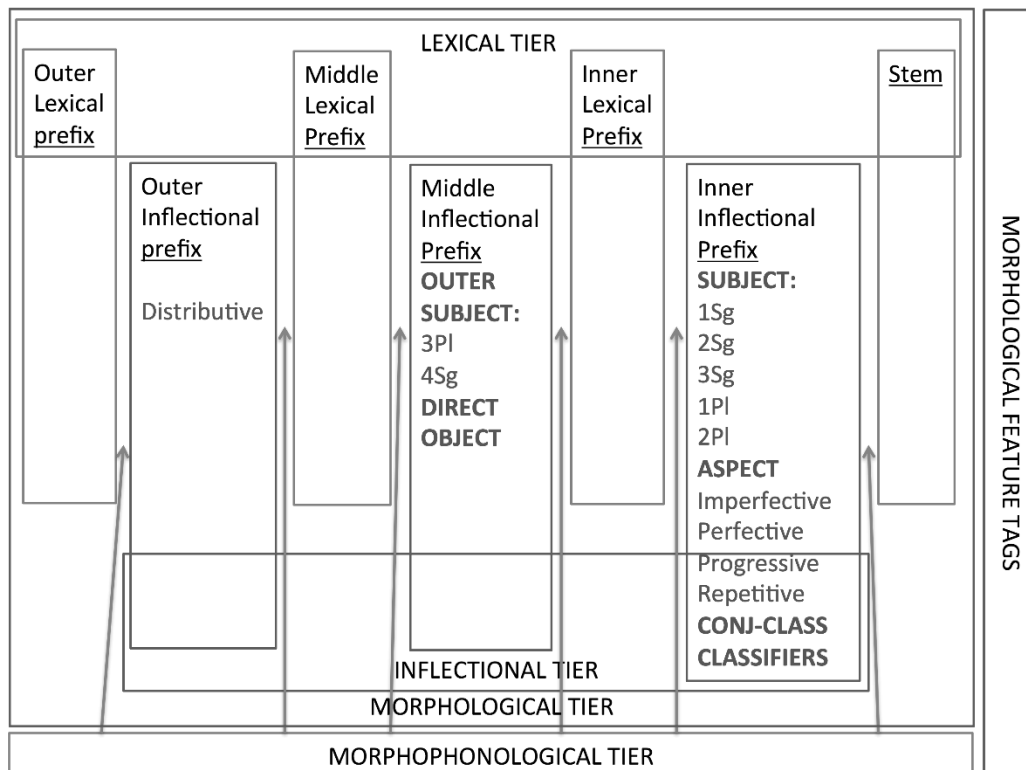 LEXICAL TIER
Outer
Lexical
prefix
Middle
Lexical
Prefix
Inner
Lexical
Prefix
Stem
Outer
Inflectional
prefix
Distributive
Middle
Inflectional
Prefix
OUTER
SUBJECT:
3Pl
4Sg
DIRECT
OBJECT
Inner
Inflectional
Prefix
SUBJECT:
1Sg
2Sg
3Sg
1Pl
2Pl
ASPECT
Imperfective
Perfective
Progressive
Repetitive
CONJ-CLASS
CLASSIFIERS
INFLECTIONAL TIER
MORPHOLOGICAL TIER
MORPHOPHONOLOGICAL TIER
MORPHOLOGICAL FEATURE TAGS